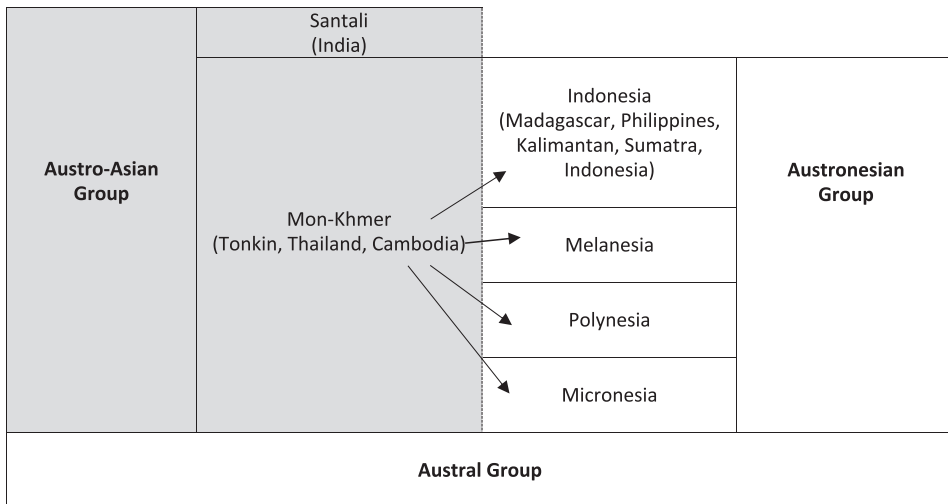 Santali
(India)
Austro-Asian
Group
Mon-Khmer
(Tonkin, Thailand, Cambodia)
Indonesia
(Madagascar, Philippines,
Kalimantan, Sumatra,
Indonesia)
Melanesia
Polynesia
Micronesia
Austronesian
Group
Austral Group